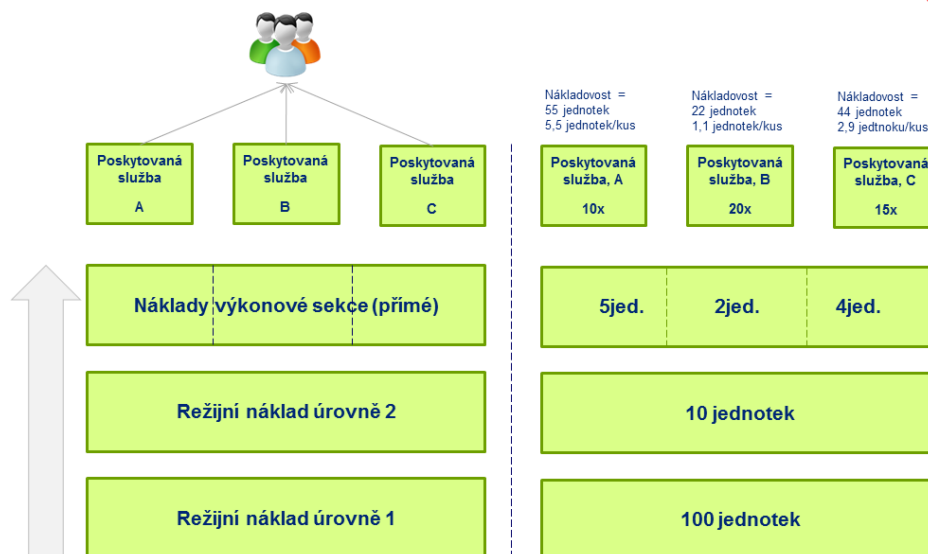 Nákladovost =
55 jednotek
5,5 jednotek/kus
Nákladovost =
22 jednotek
1,1 jednotek/kus
Nákladovost =
44 jednotek
2,9 jedtnoku/kus
Poskytovaná
služba
A
Poskytovaná
služba
B
Poskytovaná
služba
C
Poskytovaná
služba, A
10x
Poskytovaná
služba, B
20x
Poskytovaná
služba, C
15x
Náklady výkonové sekce (přímé)
5jed.
2jed.
4jed.
Režijní náklad úrovně 2
10 jednotek
Režijní náklad úrovně 1
100 jednotek